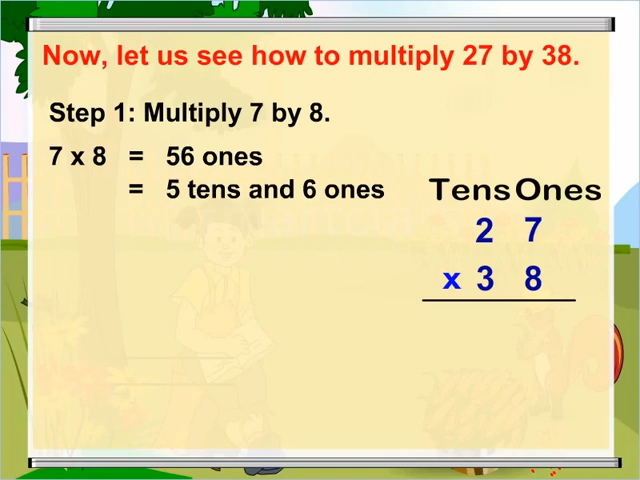 Now, let us see how to multiply 27 by 38.
Step 1: Multiply 7 by 8.
7 x 8 = 56 ones
= 5 tens and 6 ones
Tens Ones
2 7
x 3 8